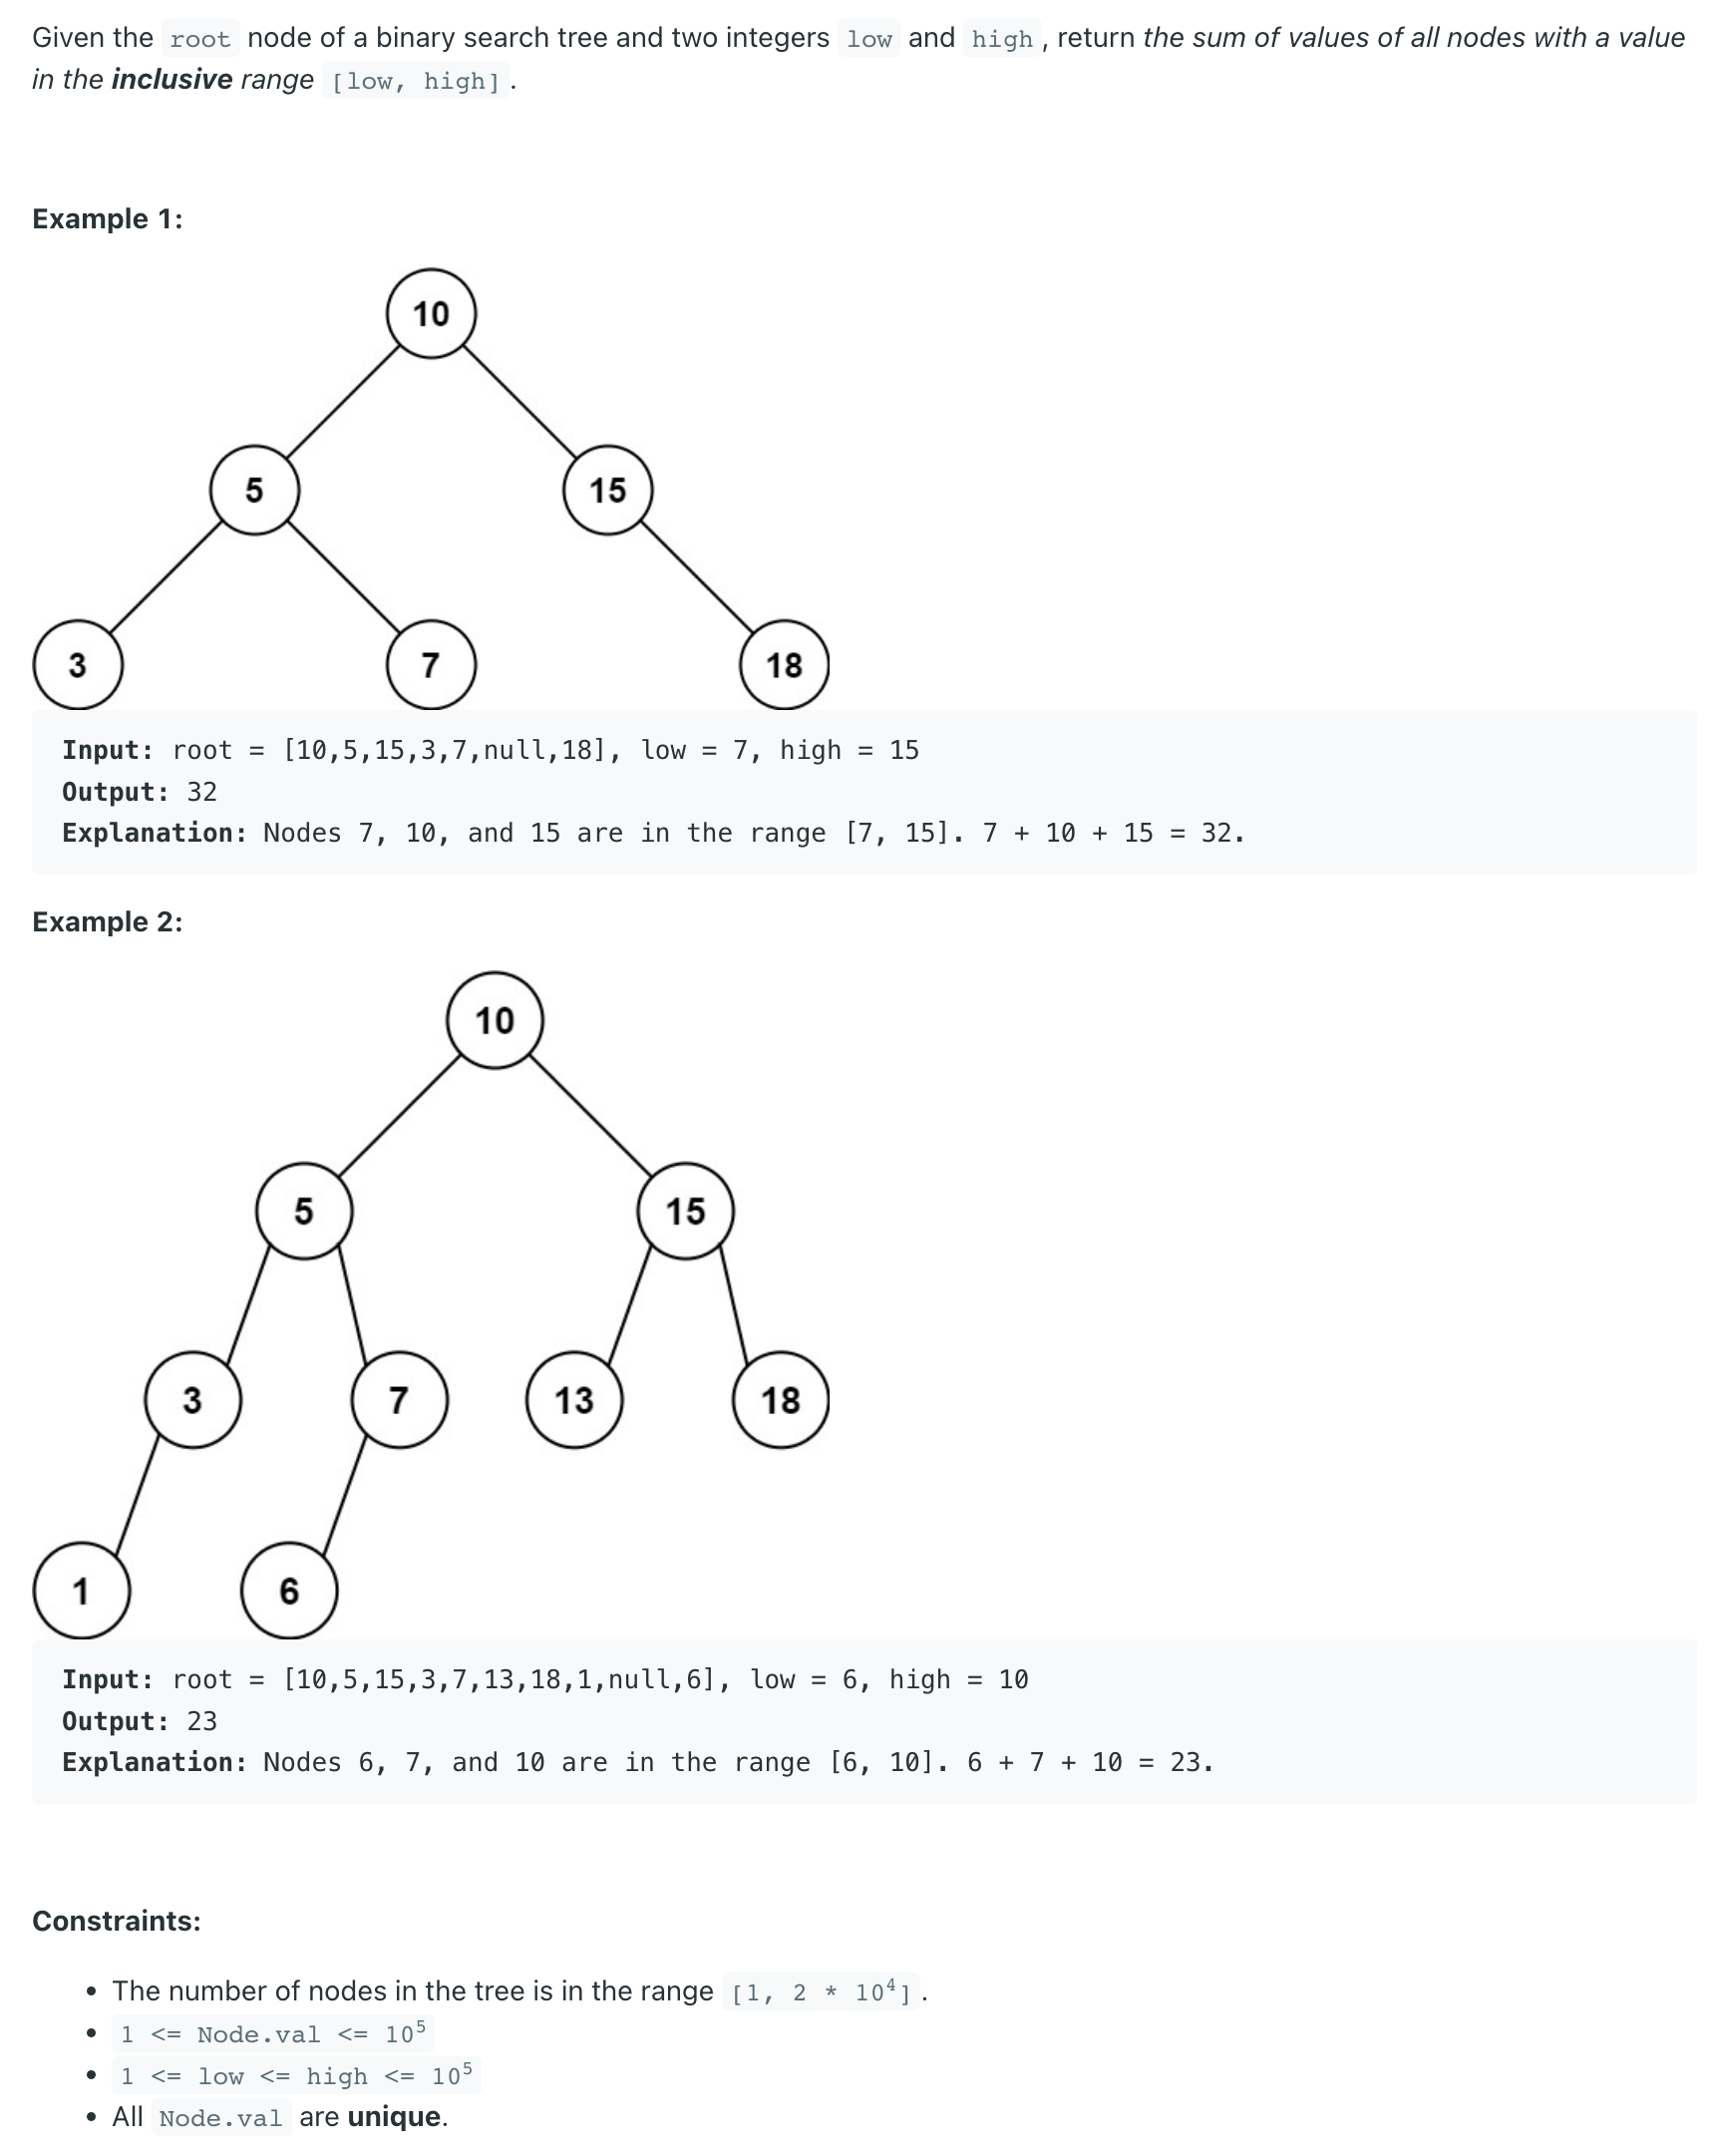 Given the root node of a binary search tree and two integers low and high, return the sum of values of all nodes with a value
in the inclusive range [low, high].
Example 1:
10
5 15
3 7 18
Input: root = [10,5,15,3,7,null,18], low = 7, high = 15
Output: 32
Explanation: Nodes 7, 10, and 15 are in the range [7, 15]. 7 + 10 + 15 = 32.
Example 2:
10
5 15
3 7 13 18
1 6
Input: root = [10,5,15,3,7,13,18,1,null,6], low = 6, high = 10
Output: 23
Explanation: Nodes 6, 7, and 10 are in the range [6, 10]. 6 + 7 + 10 = 23.
Constraints:
• The number of nodes in the tree is in the range [1, 2 * 10⁴].
• 1 <= Node.val <= 10⁵
• 1 <= low <= high <= 10⁵
• All Node.val are unique.